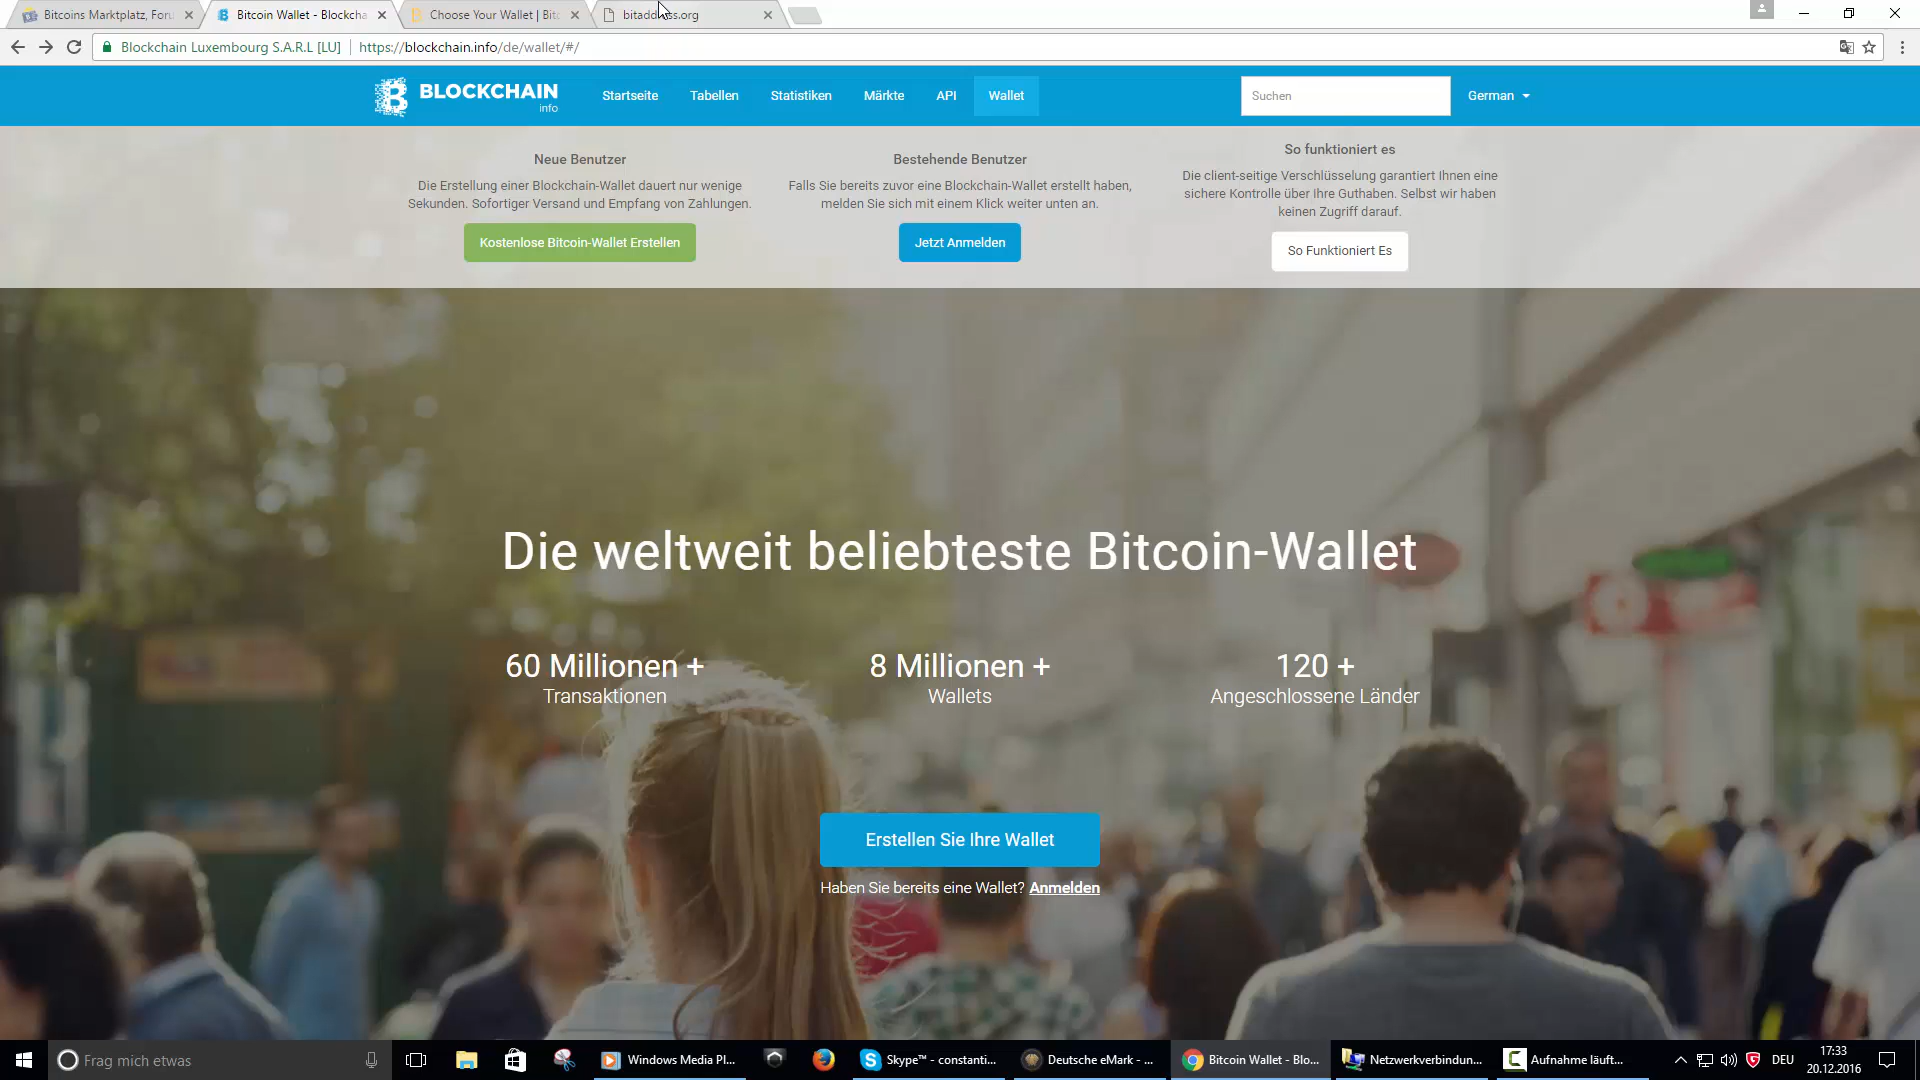 Bitcoins Marktplatz, Foru
Bitcoin Wallet - Blockcha
Choose Your Wallet | Bitc
bitaddress.org
Blockchain Luxembourg S.A.R.L [LU]
https://blockchain.info/de/wallet/#/
BLOCKCHAIN
info
Startseite
Tabellen
Statistiken
Märkte
API
Wallet
Suchen
German
Neue Benutzer
Die Erstellung einer Blockchain-Wallet dauert nur wenige
Sekunden. Sofortiger Versand und Empfang von Zahlungen.
Kostenlose Bitcoin-Wallet Erstellen
Bestehende Benutzer
Falls Sie bereits zuvor eine Blockchain-Wallet erstellt haben,
melden Sie sich mit einem Klick weiter unten an.
Jetzt Anmelden
So funktioniert es
Die client-seitige Verschlüsselung garantiert Ihnen eine
sichere Kontrolle über Ihre Guthaben. Selbst wir haben
keinen Zugriff darauf.
So Funktioniert Es
Die weltweit beliebteste Bitcoin-Wallet
60 Millionen +
Transaktionen
8 Millionen +
Wallets
120 +
Angeschlossene Länder
Erstellen Sie Ihre Wallet
Haben Sie bereits eine Wallet? Anmelden
Frag mich etwas
Windows Media Pl...
Skype™ - constanti...
Deutsche eMark - ...
Bitcoin Wallet - Blo...
Netzwerkverbindun...
Aufnahme läuft...
DEU
17:33
20.12.2016